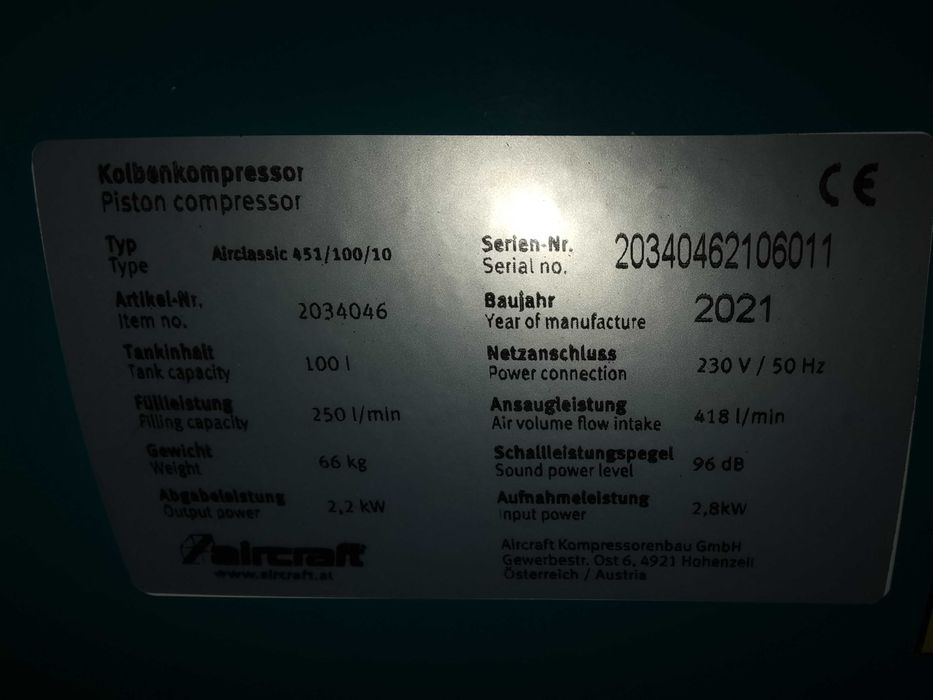 Kolbenkompressor
Piston compressor
CE
Typ
Type
Airclassic 451/100/10
Serien-Nr.
Serial no.
20340462106011
Artikel-Nr.
Item no.
2034046
Baujahr
Year of manufacture
2021
Tankinhalt
Tank capacity
100 l
Netzanschluss
Power connection
230 V / 50 Hz
Füllleistung
Filling capacity
250 l/min
Ansaugleistung
Air volume flow intake
418 l/min
Gewicht
Weight
66 kg
Schallleistungspegel
Sound power level
96 dB
Abgabeleistung
Output power
2,2 kW
Aufnahmeleistung
Input power
2,8kW
aircraft
www.aircraft.at
Aircraft Kompressorenbau GmbH
Gewerbestr. Ost 6, 4921 Hohenzell
Österreich / Austria